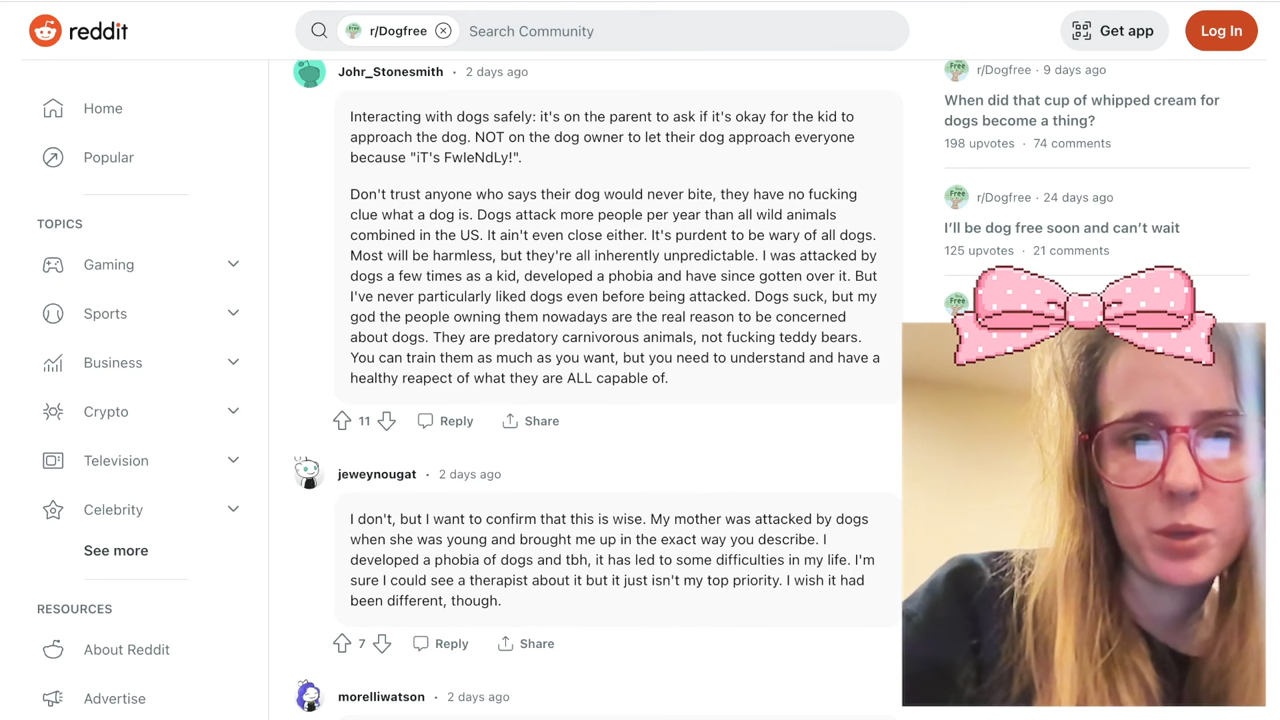 reddit
r/Dogfree
Search Community
Get app
Log In
Home
Popular
TOPICS
Gaming
Sports
Business
Crypto
Television
Celebrity
See more
RESOURCES
About Reddit
Advertise
Johr_Stonesmith · 2 days ago
Interacting with dogs safely: it's on the parent to ask if it's okay for the kid to
approach the dog. NOT on the dog owner to let their dog approach everyone
because "iT's FwIeNdLy!".
Don't trust anyone who says their dog would never bite, they have no fucking
clue what a dog is. Dogs attack more people per year than all wild animals
combined in the US. It ain't even close either. It's purdent to be wary of all dogs.
Most will be harmless, but they're all inherently unpredictable. I was attacked by
dogs a few times as a kid, developed a phobia and have since gotten over it. But
I've never particularly liked dogs even before being attacked. Dogs suck, but my
god the people owning them nowadays are the real reason to be concerned
about dogs. They are predatory carnivorous animals, not fucking teddy bears.
You can train them as much as you want, but you need to understand and have a
healthy reapect of what they are ALL capable of.
11 Reply Share
jeweynougat · 2 days ago
I don't, but I want to confirm that this is wise. My mother was attacked by dogs
when she was young and brought me up in the exact way you describe. I
developed a phobia of dogs and tbh, it has led to some difficulties in my life. I'm
sure I could see a therapist about it but it just isn't my top priority. I wish it had
been different, though.
7 Reply Share
morelliwatson · 2 days ago
r/Dogfree · 9 days ago
When did that cup of whipped cream for
dogs become a thing?
198 upvotes · 74 comments
Free
r/Dogfree · 24 days ago
I'll be dog free soon and can't wait
125 upvotes · 21 comments
Free